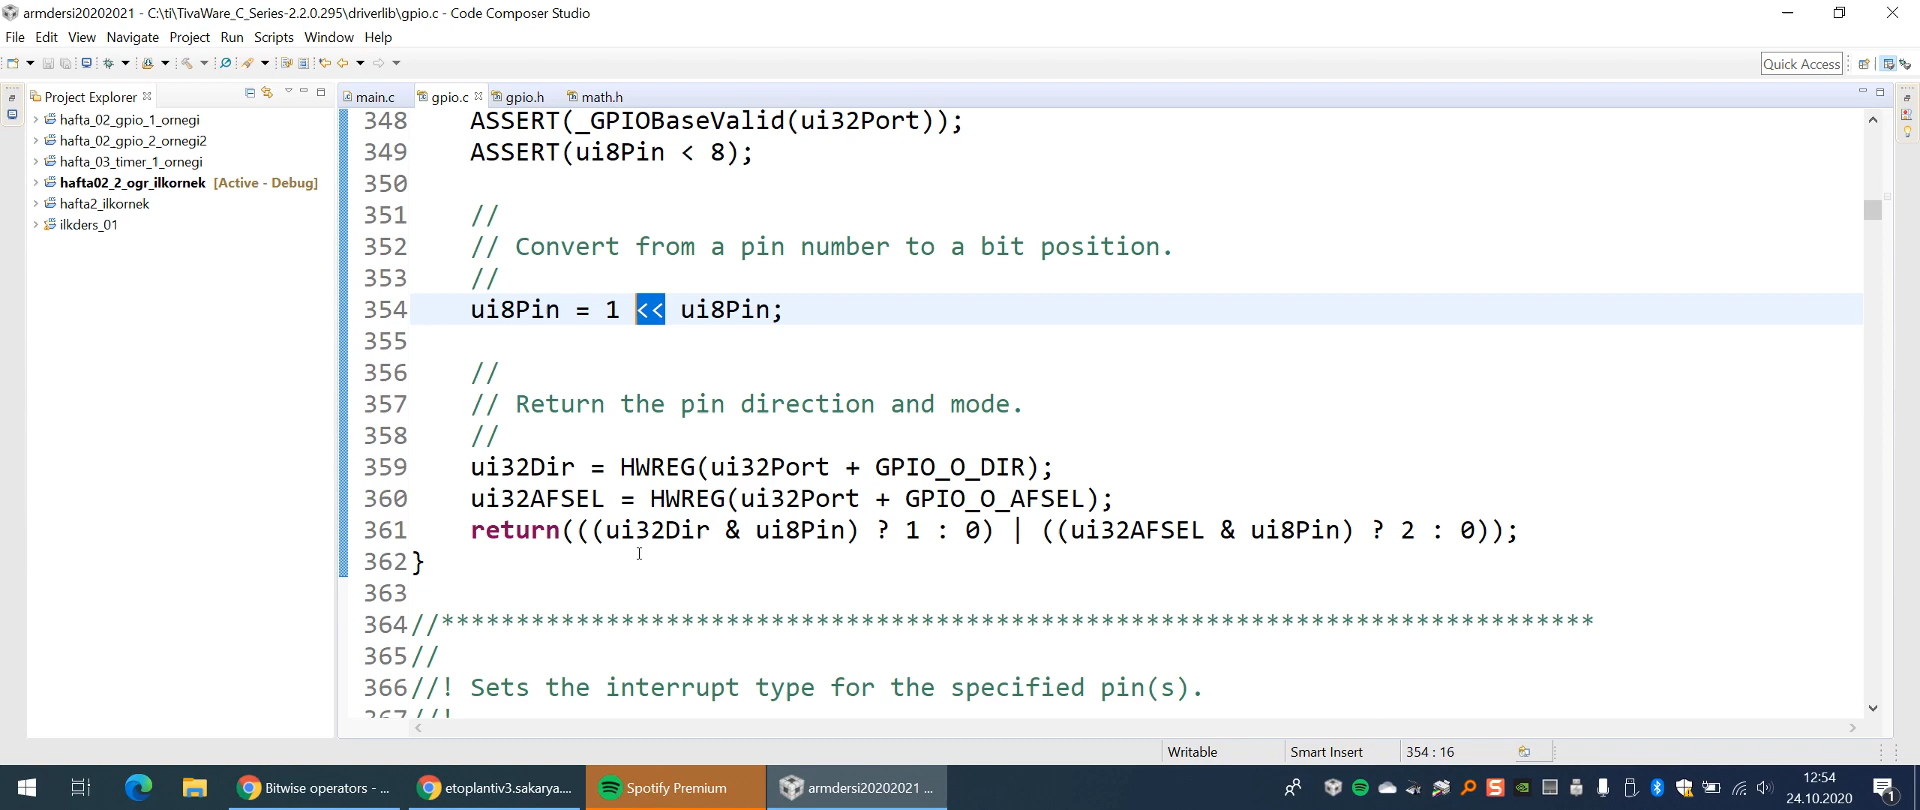 armdersi20202021 - C:\ti\TivaWare_C_Series-2.2.0.295\driverlib\gpio.c - Code Composer Studio
File Edit View Navigate Project Run Scripts Window Help
Quick Access
Project Explorer
main.c gpio.c gpio.h math.h
hafta_02_gpio_1_ornegi
hafta_02_gpio_2_ornegi2
hafta_03_timer_1_ornegi
hafta02_2_ogr_ilkornek [Active - Debug]
hafta2_ilkornek
ilkders_01
348 ASSERT(_GPIOBaseValid(ui32Port));
349 ASSERT(ui8Pin < 8);
350
351 //
352 // Convert from a pin number to a bit position.
353 //
354 ui8Pin = 1 << ui8Pin;
355
356 //
357 // Return the pin direction and mode.
358 //
359 ui32Dir = HWREG(ui32Port + GPIO_O_DIR);
360 ui32AFSEL = HWREG(ui32Port + GPIO_O_AFSEL);
361 return(((ui32Dir & ui8Pin) ? 1 : 0) | ((ui32AFSEL & ui8Pin) ? 2 : 0));
362 }
363
364 //*****************************************************************************
365 //
366 //! Sets the interrupt type for the specified pin(s).
367 //!
Writable Smart Insert 354 : 16
Bitwise operators - ... etoplantiv3.sakarya.... Spotify Premium armdersi20202021 ...
12:54
24.10.2020
1